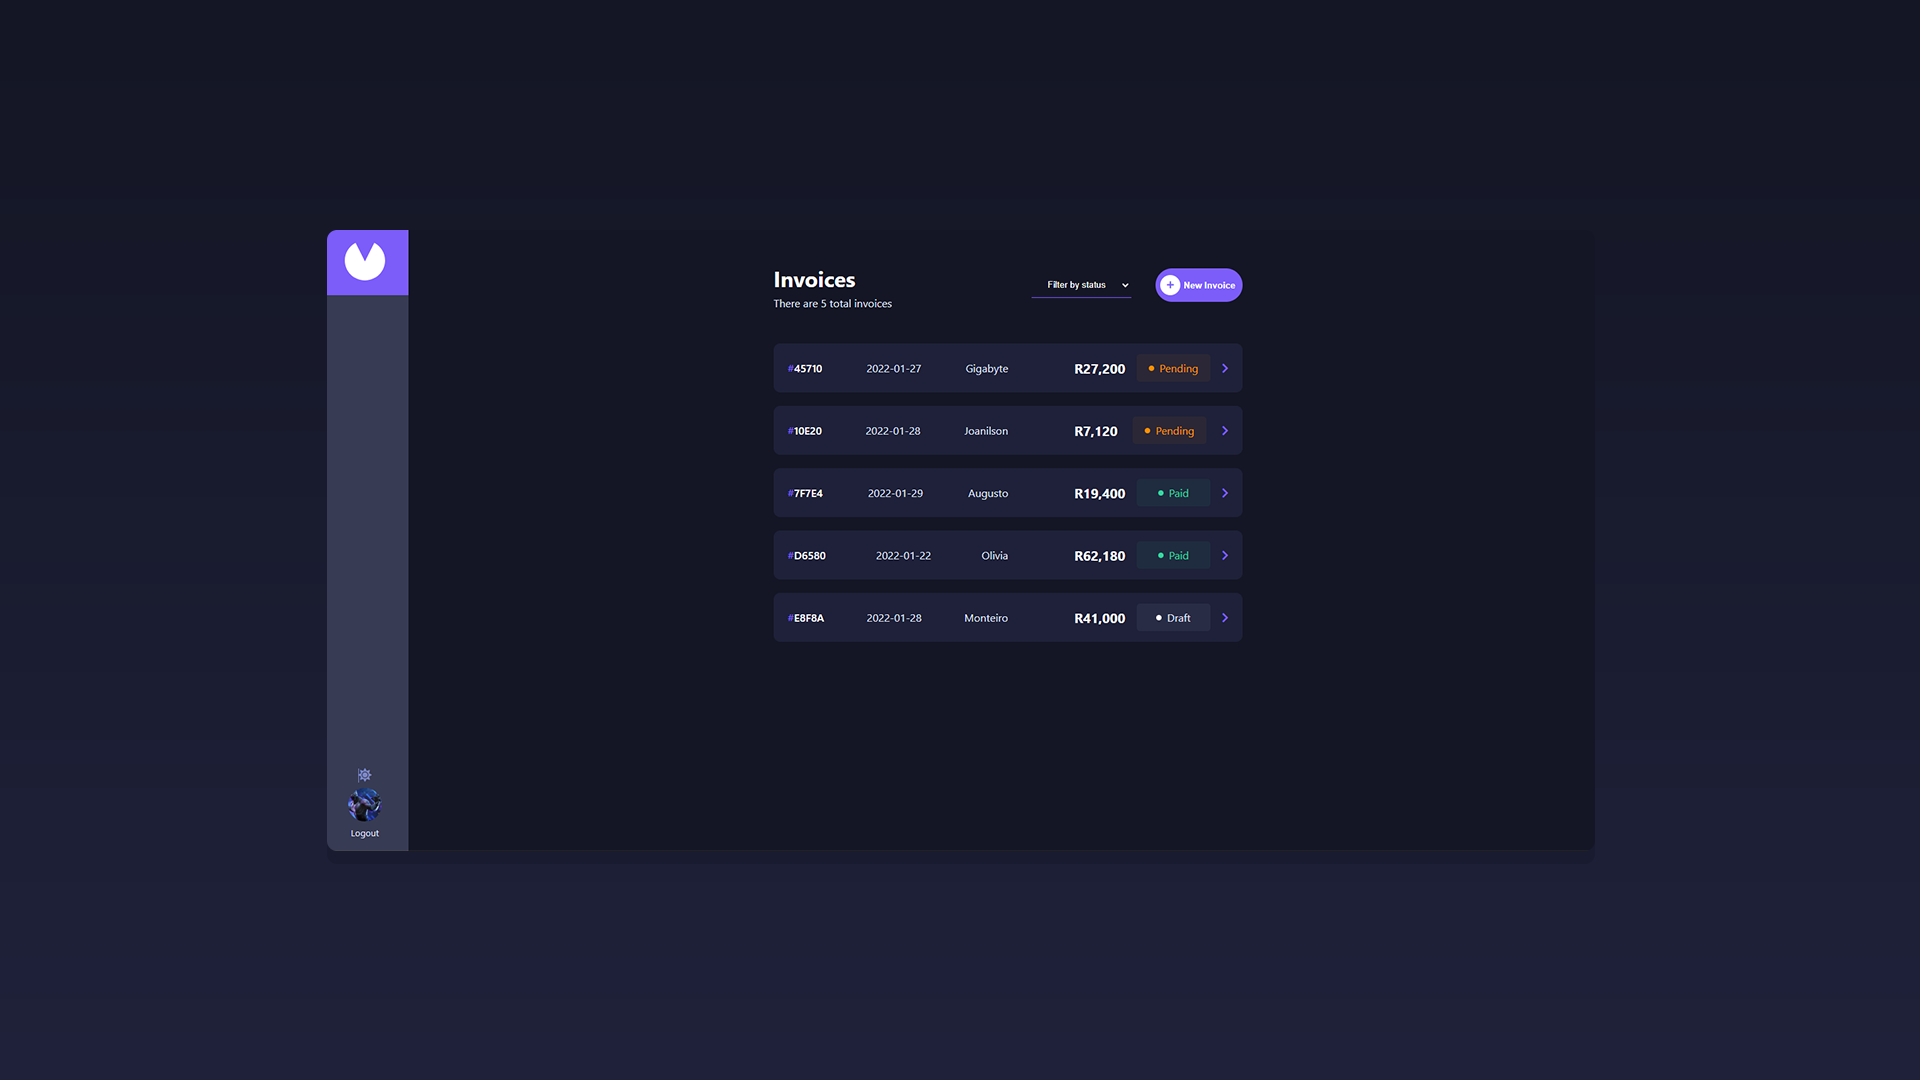 Invoices
There are 5 total invoices
Filter by status
+ New Invoice
#45710 2022-01-27 Gigabyte R27,200 Pending
#10E20 2022-01-28 Joanilson R7,120 Pending
#7F7E4 2022-01-29 Augusto R19,400 Paid
#D6580 2022-01-22 Olivia R62,180 Paid
#E8F8A 2022-01-28 Monteiro R41,000 Draft
Logout